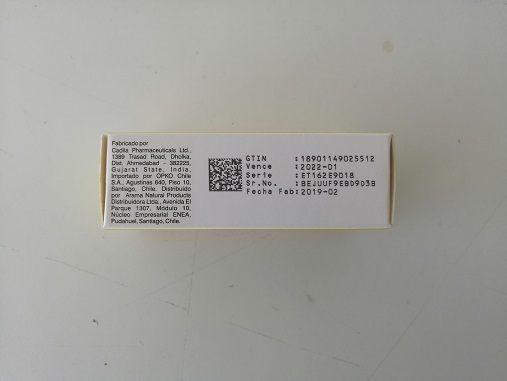 Fabricado por
Cadila Pharmaceuticals Ltd.,
1389 Trasad Road, Dholka,
Dist. Ahmedabad - 382225,
Gujarat State, India,
Importado por OPKO Chile
S.A., Agustinas 640, Piso 10,
Santiago, Chile. Distribuido
por Arama Natural Products
Distribuidora Ltda., Avenida El
Parque 1307, Módulo 10,
Núcleo Empresarial ENEA,
Pudahuel, Santiago, Chile.
GTIN :18901149025512
Vence :2022-01
Serie :ET162E9018
Sr.No. :BEJUUF9EBD9D3B
Fecha Fab:2019-02